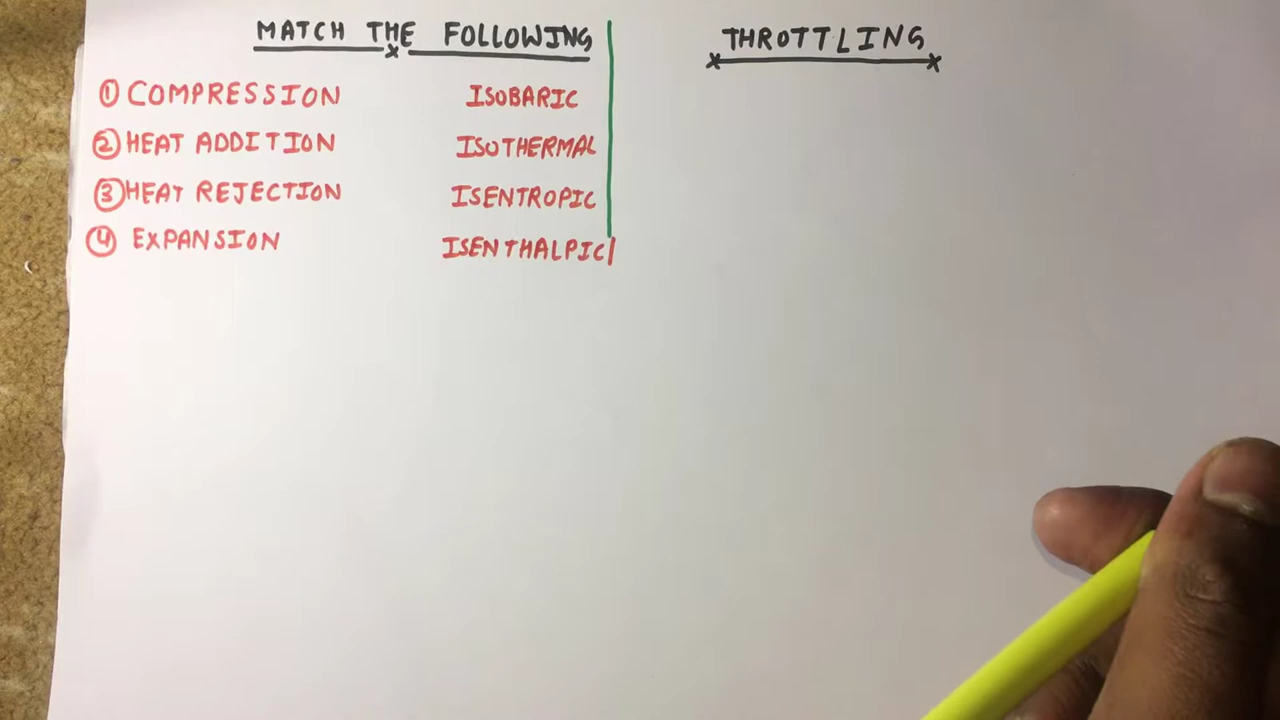 MATCH THE FOLLOWING
① COMPRESSION ISOBARIC
② HEAT ADDITION ISOTHERMAL
③ HEAT REJECTION ISENTROPIC
④ EXPANSION ISENTHALPIC
THROTTLING